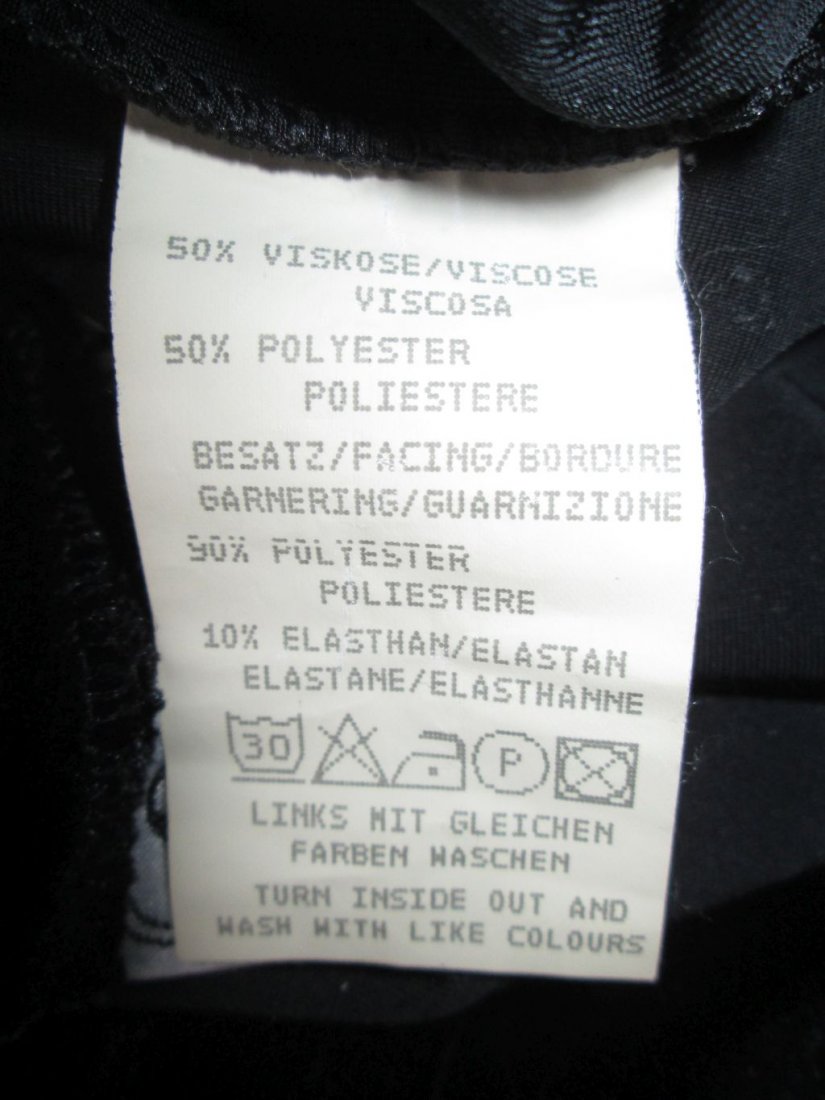 50% VISKOSE/VISCOSE
VISCOSA
50% POLYESTER
POLIESTERE
BESATZ/FACING/BORDURE
GARNERING/GUARNIZIONE
90% POLYESTER
POLIESTERE
10% ELASTHAN/ELASTAN
ELASTANE/ELASTHANNE
30 P
LINKS MIT GLEICHEN
FARBEN WASCHEN
TURN INSIDE OUT AND
WASH WITH LIKE COLOURS